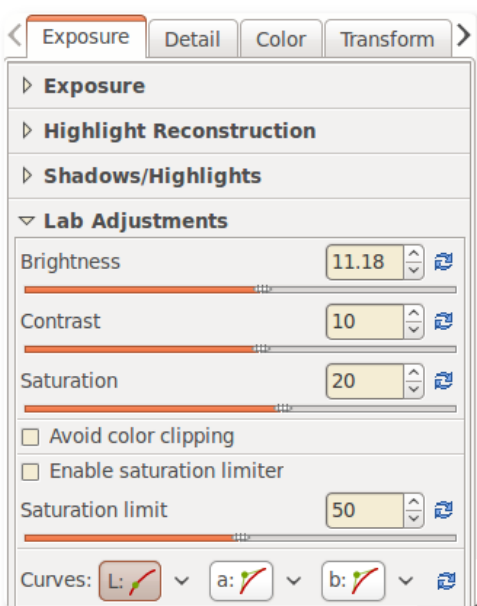 Exposure Detail Color Transform
Exposure
Highlight Reconstruction
Shadows/Highlights
Lab Adjustments
Brightness 11.18
Contrast 10
Saturation 20
Avoid color clipping
Enable saturation limiter
Saturation limit 50
Curves: L: a: b: